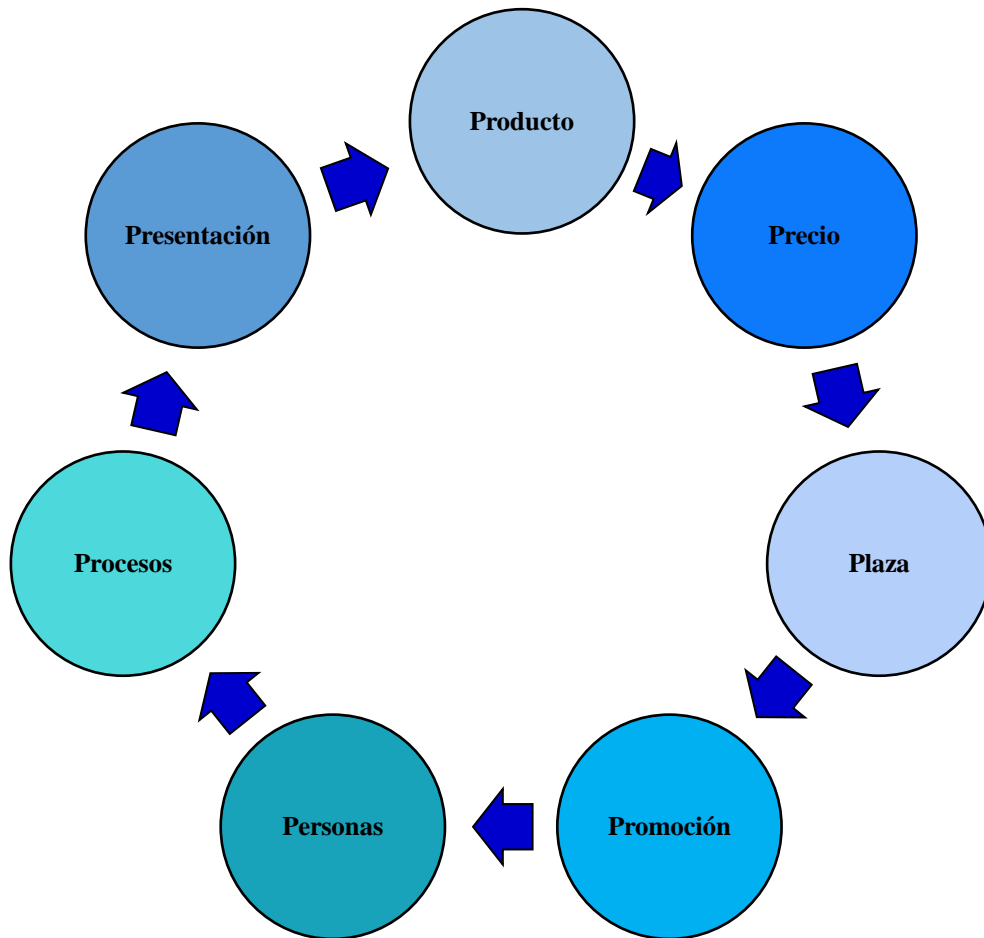 Producto
Precio
Plaza
Promoción
Personas
Procesos
Presentación